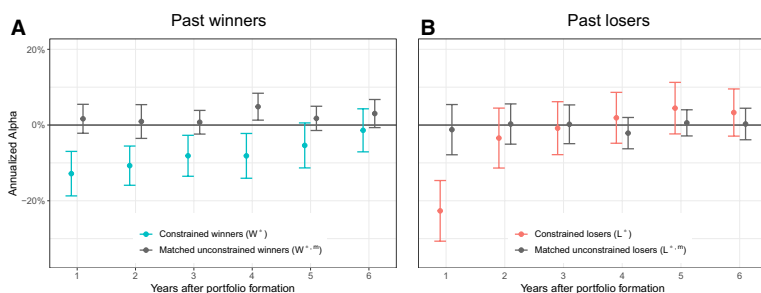 A
Past winners
B
Past losers
Annualized Alpha
20%
0%
−20%
Constrained winners (W*)
Matched unconstrained winners (W*,m)
Constrained losers (L*)
Matched unconstrained losers (L*,m)
1 2 3 4 5 6
1 2 3 4 5 6
Years after portfolio formation
Years after portfolio formation